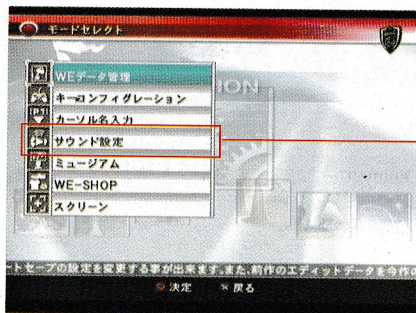 モードセレクト
WEデータ管理
キーコンフィグレーション
カーソル名入力
サウンド設定
ミュージアム
WE-SHOP
スクリーン
トセーブの設定を変更する事が出来ます。また、前作のエディットデータを今作の
決定 戻る